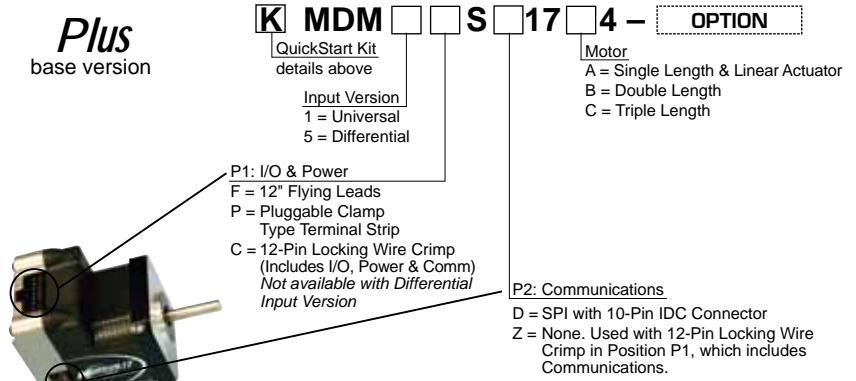 Plus
base version
K MDM S 17 4 – OPTION
QuickStart Kit
details above
Input Version
1 = Universal
5 = Differential
Motor
A = Single Length & Linear Actuator
B = Double Length
C = Triple Length
P1: I/O & Power
F = 12" Flying Leads
P = Pluggable Clamp
Type Terminal Strip
C = 12-Pin Locking Wire Crimp
(Includes I/O, Power & Comm)
Not available with Differential
Input Version
P2: Communications
D = SPI with 10-Pin IDC Connector
Z = None. Used with 12-Pin Locking Wire
Crimp in Position P1, which includes
Communications.